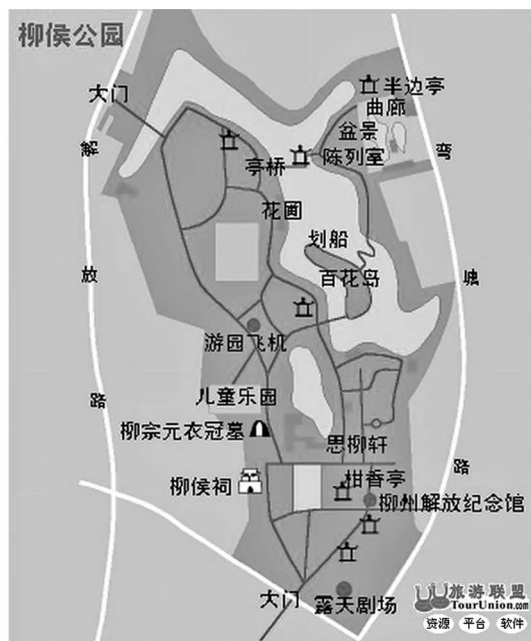 柳侯公园
大门
半边亭
曲廊
盆景
陈列室
亭桥
花圃
划船
百花岛
游园飞机
儿童乐园
柳宗元衣冠墓
思柳轩
柳侯祠
柑香亭
柳州解放纪念馆
大门
露天剧场
解放路
弯塘路
旅游联盟
TourUnion.com
资源 平台 软件